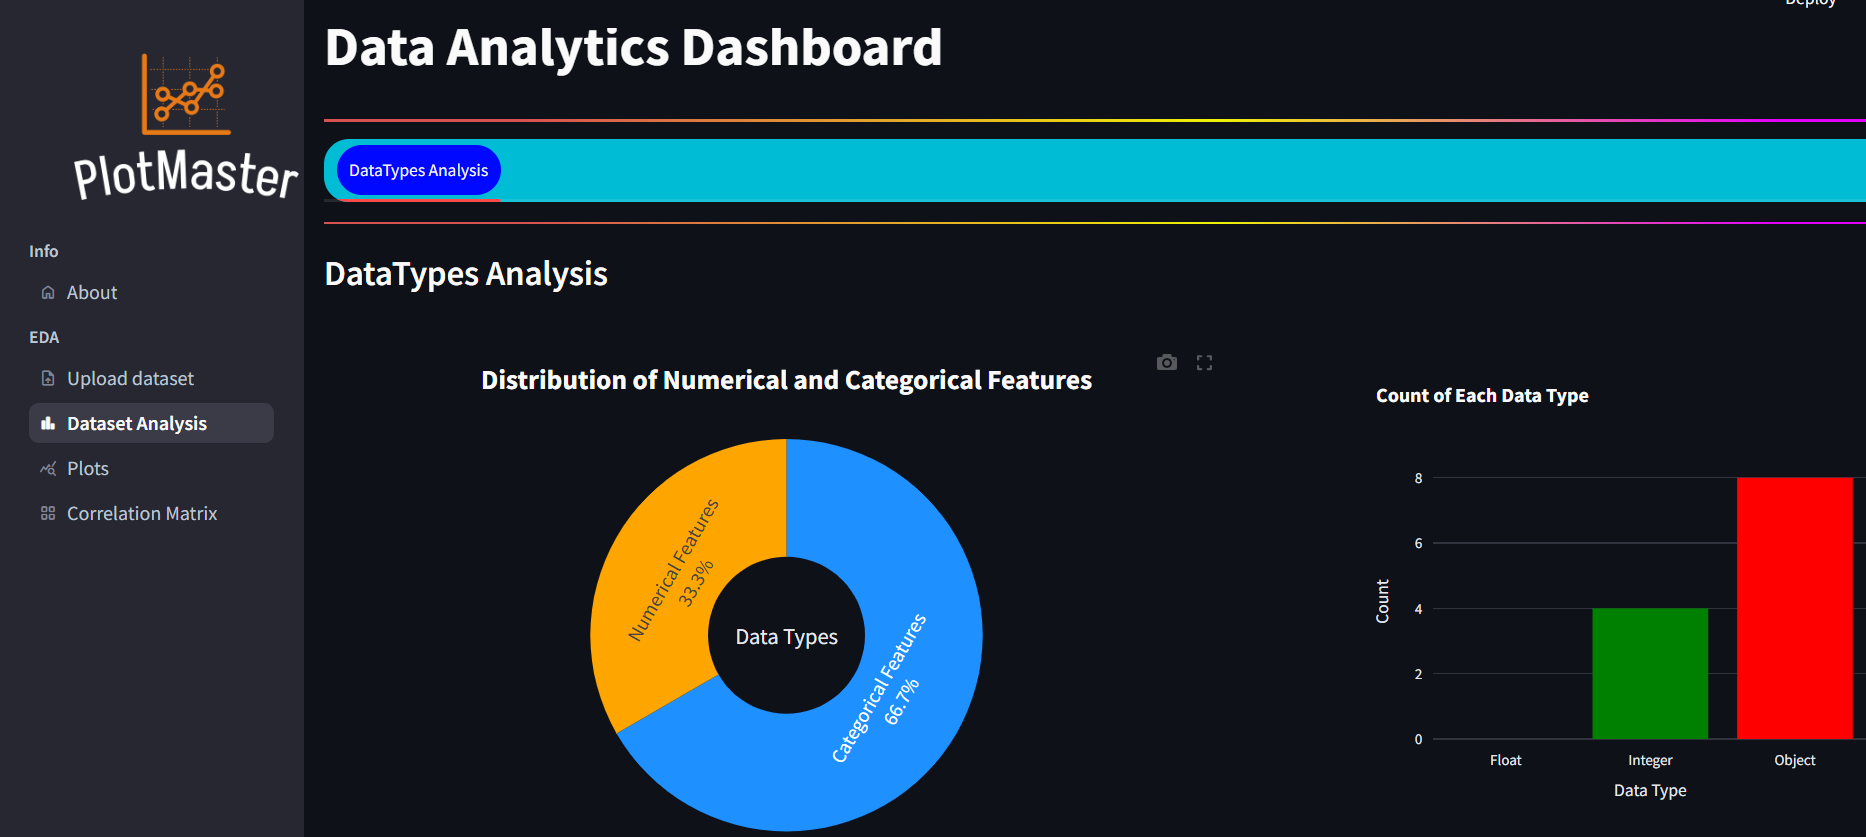 Deploy
Data Analytics Dashboard
PlotMaster
DataTypes Analysis
Info
About
EDA
Upload dataset
Dataset Analysis
Plots
Correlation Matrix
DataTypes Analysis
Distribution of Numerical and Categorical Features
Numerical Features
33.3%
Data Types
Categorical Features
66.7%
Count of Each Data Type
8
6
4
2
0
Count
Float
Integer
Object
Data Type